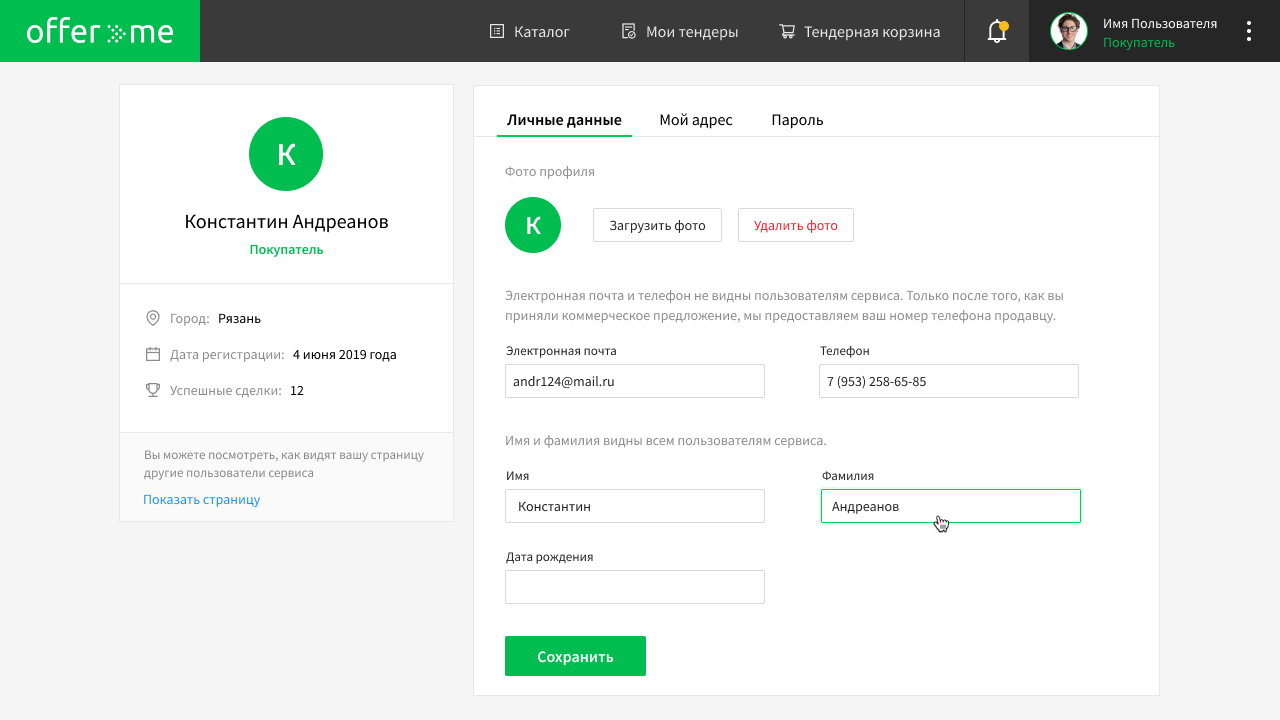 offer me
Каталог
Мои тендеры
Тендерная корзина
Имя Пользователя
Покупатель
К
Константин Андреанов
Покупатель
Город: Рязань
Дата регистрации: 4 июня 2019 года
Успешные сделки: 12
Вы можете посмотреть, как видят вашу страницу
другие пользователи сервиса
Показать страницу
Личные данные
Мой адрес
Пароль
Фото профиля
К
Загрузить фото
Удалить фото
Электронная почта и телефон не видны пользователям сервиса. Только после того, как вы
приняли коммерческое предложение, мы предоставляем ваш номер телефона продавцу.
Электронная почта
Телефон
andr124@mail.ru
7 (953) 258-65-85
Имя и фамилия видны всем пользователям сервиса.
Имя
Фамилия
Константин
Андреанов
Дата рождения
Сохранить